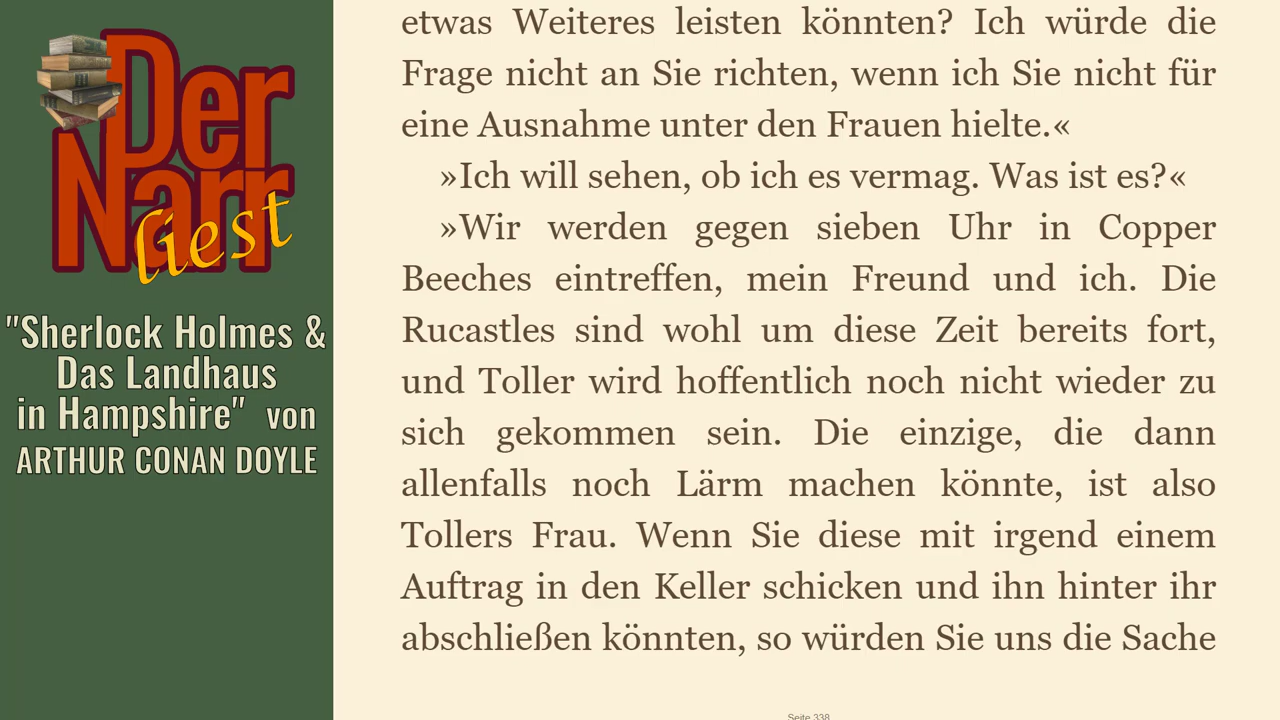 Der
Narr
liest
"Sherlock Holmes &
Das Landhaus
in Hampshire" von
ARTHUR CONAN DOYLE
etwas Weiteres leisten könnten? Ich würde die
Frage nicht an Sie richten, wenn ich Sie nicht für
eine Ausnahme unter den Frauen hielte.«
»Ich will sehen, ob ich es vermag. Was ist es?«
»Wir werden gegen sieben Uhr in Copper
Beeches eintreffen, mein Freund und ich. Die
Rucastles sind wohl um diese Zeit bereits fort,
und Toller wird hoffentlich noch nicht wieder zu
sich gekommen sein. Die einzige, die dann
allenfalls noch Lärm machen könnte, ist also
Tollers Frau. Wenn Sie diese mit irgend einem
Auftrag in den Keller schicken und ihn hinter ihr
abschließen könnten, so würden Sie uns die Sache
Seite 338